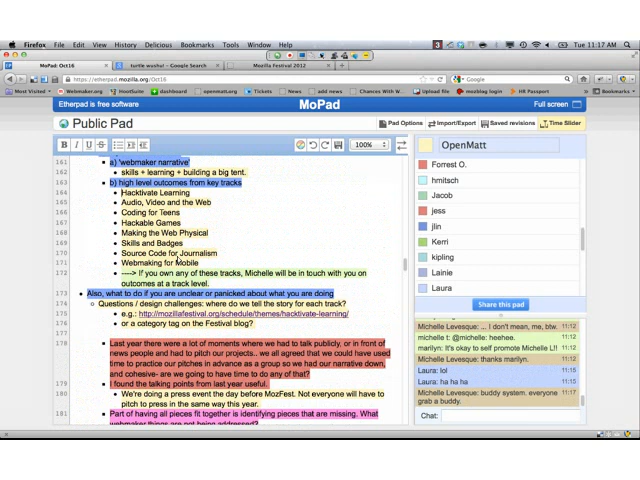 Firefox File Edit View History Bookmarks Tools Window Help
3 Tue 11:17 AM
MoPad: Oct16
turtle wushu! – Google Search
Mozilla Festival 2012
https://etherpad.mozilla.org/Oct16
Google
Most Visited Webmaker.org HootSuite dashboard openmatt.org Tickets News add news Chances With W... Upload file mozblog login HR Passport Bookmarks
Etherpad is free software
MoPad
Full screen
Public Pad
Pad Options Import/Export Saved revisions Time Slider
B I U S
100%
OpenMatt
161 a) 'webmaker narrative'
162 skills + learning + building a big tent.
163 b) high level outcomes from key tracks
164 Hacktivate Learning
165 Audio, Video and the Web
166 Coding for Teens
167 Hackable Games
168 Making the Web Physical
169 Skills and Badges
170 Source Code for Journalism
171 Webmaking for Mobile
172 ----> If you own any of these tracks, Michelle will be in touch with you on
outcomes at a track level.
173 Also, what to do if you are unclear or panicked about what you are doing
174 Questions / design challenges: where do we tell the story for each track?
175 e.g.: http://mozillafestival.org/schedule/themes/hacktivate-learning/
176 or a category tag on the Festival blog?
177
178 Last year there were a lot of moments where we had to talk publicly, or in front of
news people and had to pitch our projects.. we all agreed that we could have used
time to practice our pitches in advance as a group so we had our narrative down,
and cohesive- are we going to have time to do any of that?
179 I found the talking points from last year useful.
180 We're doing a press event the day before MozFest. Not everyone will have to
pitch to press in the same way this year.
181 Part of having all pieces fit together is identifying pieces that are missing. What
webmaker things are not being addressed?
Forrest O.
hmitsch
Jacob
jess
jlin
Kerri
kipling
Lainie
Laura
Share this pad
Michelle Levesque: ... I don't mean, me, btw. 11:12
michelle t: @michelle: heehee. 11:12
marilyn: It's okay to self promote Michelle L!! 11:12
Michelle Levesque: thanks marilyn. 11:12
Laura: lol 11:15
Laura: ha ha ha 11:15
Michelle Levesque: buddy system. everyone 11:17
grab a buddy.
Chat: